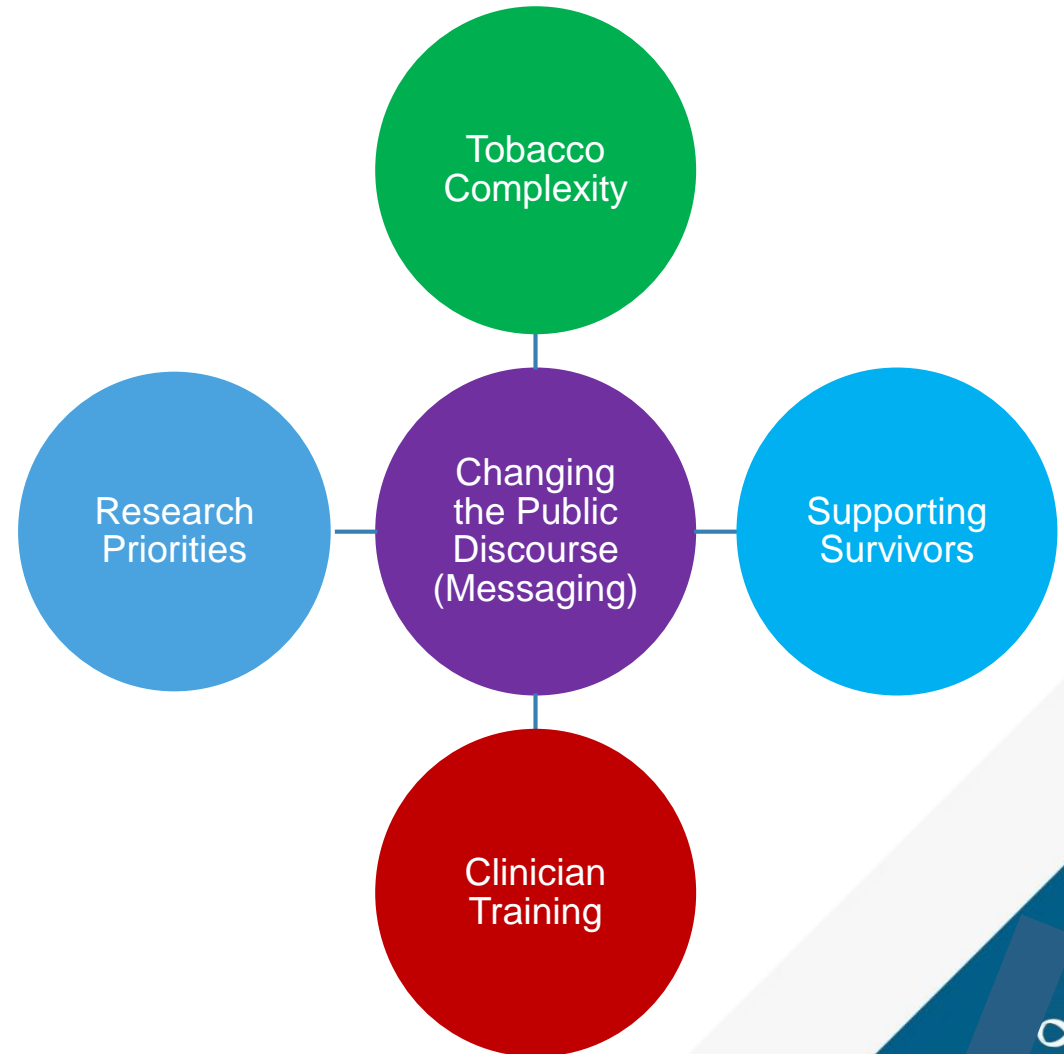 Tobacco
Complexity
Research
Priorities
Changing
the Public
Discourse
(Messaging)
Supporting
Survivors
Clinician
Training